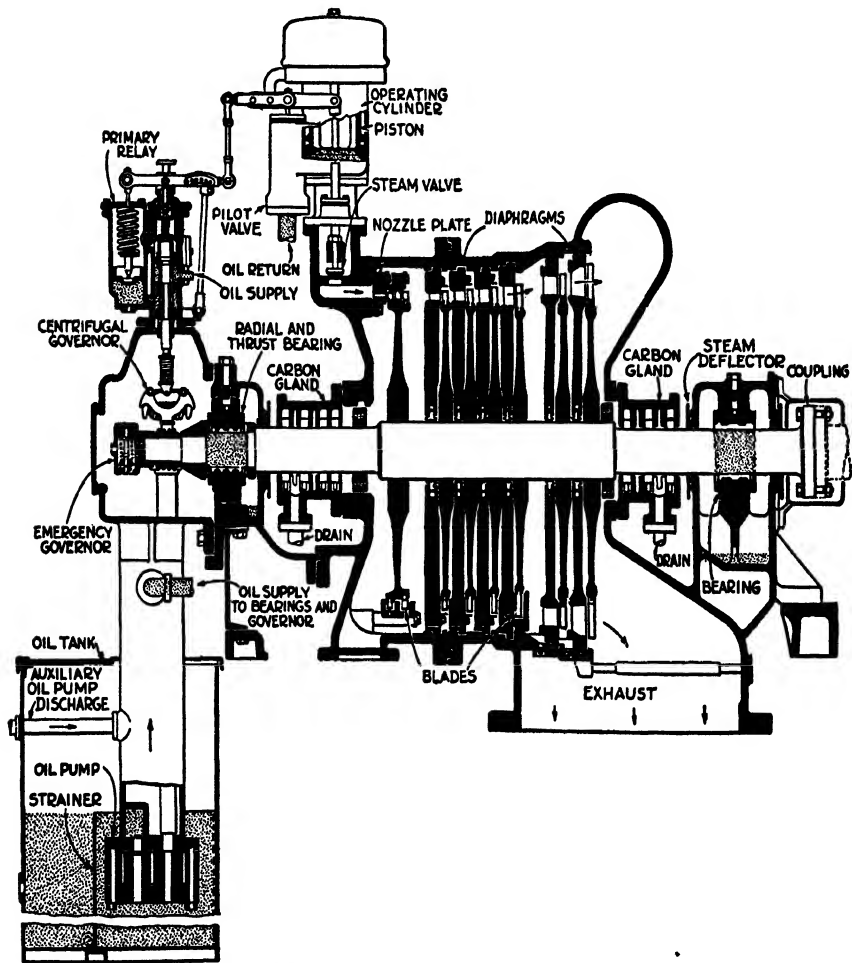 OPERATING
CYLINDER
PISTON
PRIMARY
RELAY
STEAM VALVE
PILOT
VALVE
NOZZLE PLATE
DIAPHRAGMS
OIL RETURN
OIL SUPPLY
CENTRIFUGAL
GOVERNOR
RADIAL AND
THRUST BEARING
CARBON
GLAND
CARBON
GLAND
STEAM
DEFLECTOR
COUPLING
EMERGENCY
GOVERNOR
DRAIN
DRAIN
BEARING
OIL SUPPLY
TO BEARINGS AND
GOVERNOR
OIL TANK
AUXILIARY
OIL PUMP
DISCHARGE
BLADES
EXHAUST
OIL PUMP
STRAINER